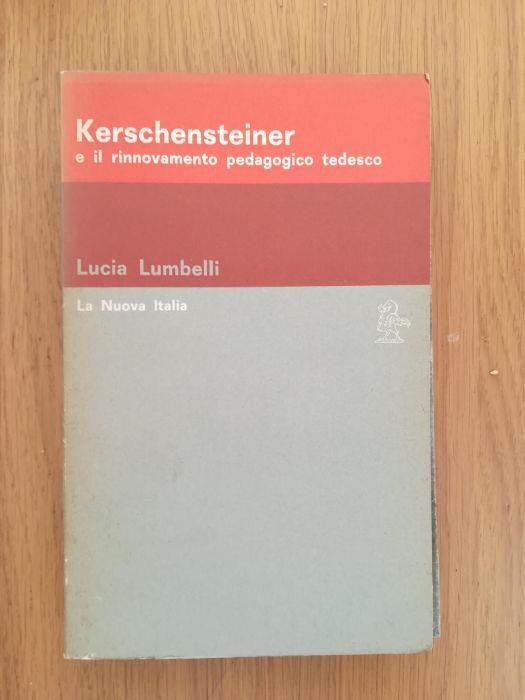 Kerschensteiner
e il rinnovamento pedagogico tedesco
Lucia Lumbelli
La Nuova Italia